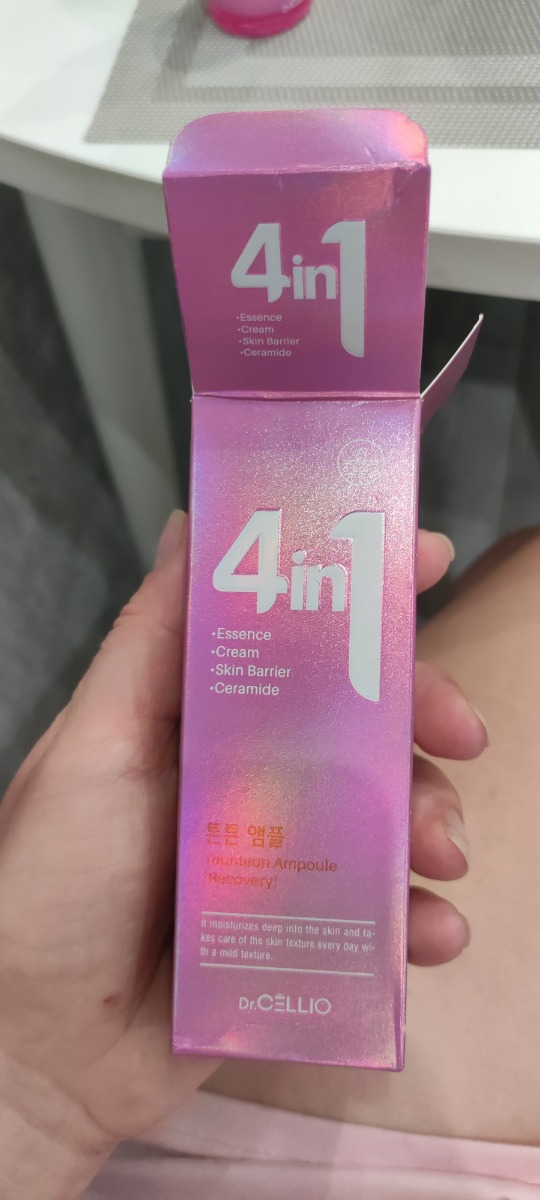 4in1
•Essence
•Cream
•Skin Barrier
•Ceramide
4in1
•Essence
•Cream
•Skin Barrier
•Ceramide
튼튼 앰플
Teunteun Ampoule
[Recovery]
It moisturizes deep into the skin and ta-
kes care of the skin texture every day wi-
th a mild texture.
Dr.CELLIO